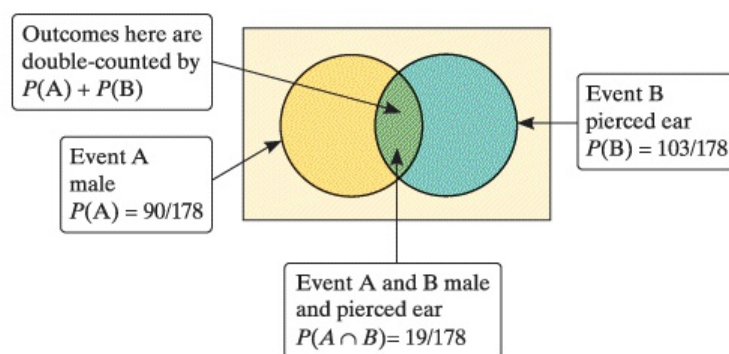 Outcomes here are
double-counted by
P(A) + P(B)
Event A
male
P(A) = 90/178
Event B
pierced ear
P(B) = 103/178
Event A and B male
and pierced ear
P(A ∩ B)= 19/178